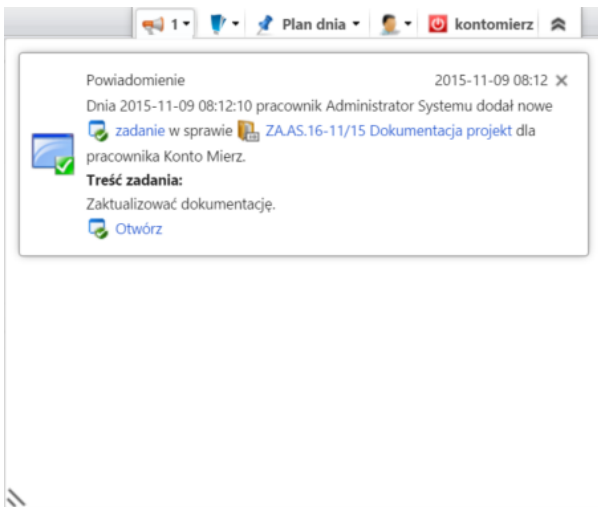 1 Plan dnia kontomierz
Powiadomienie 2015-11-09 08:12
Dnia 2015-11-09 08:12:10 pracownik Administrator Systemu dodał nowe
zadanie w sprawie ZA.AS.16-11/15 Dokumentacja projekt dla
pracownika Konto Mierz.
Treść zadania:
Zaktualizować dokumentację.
Otwórz